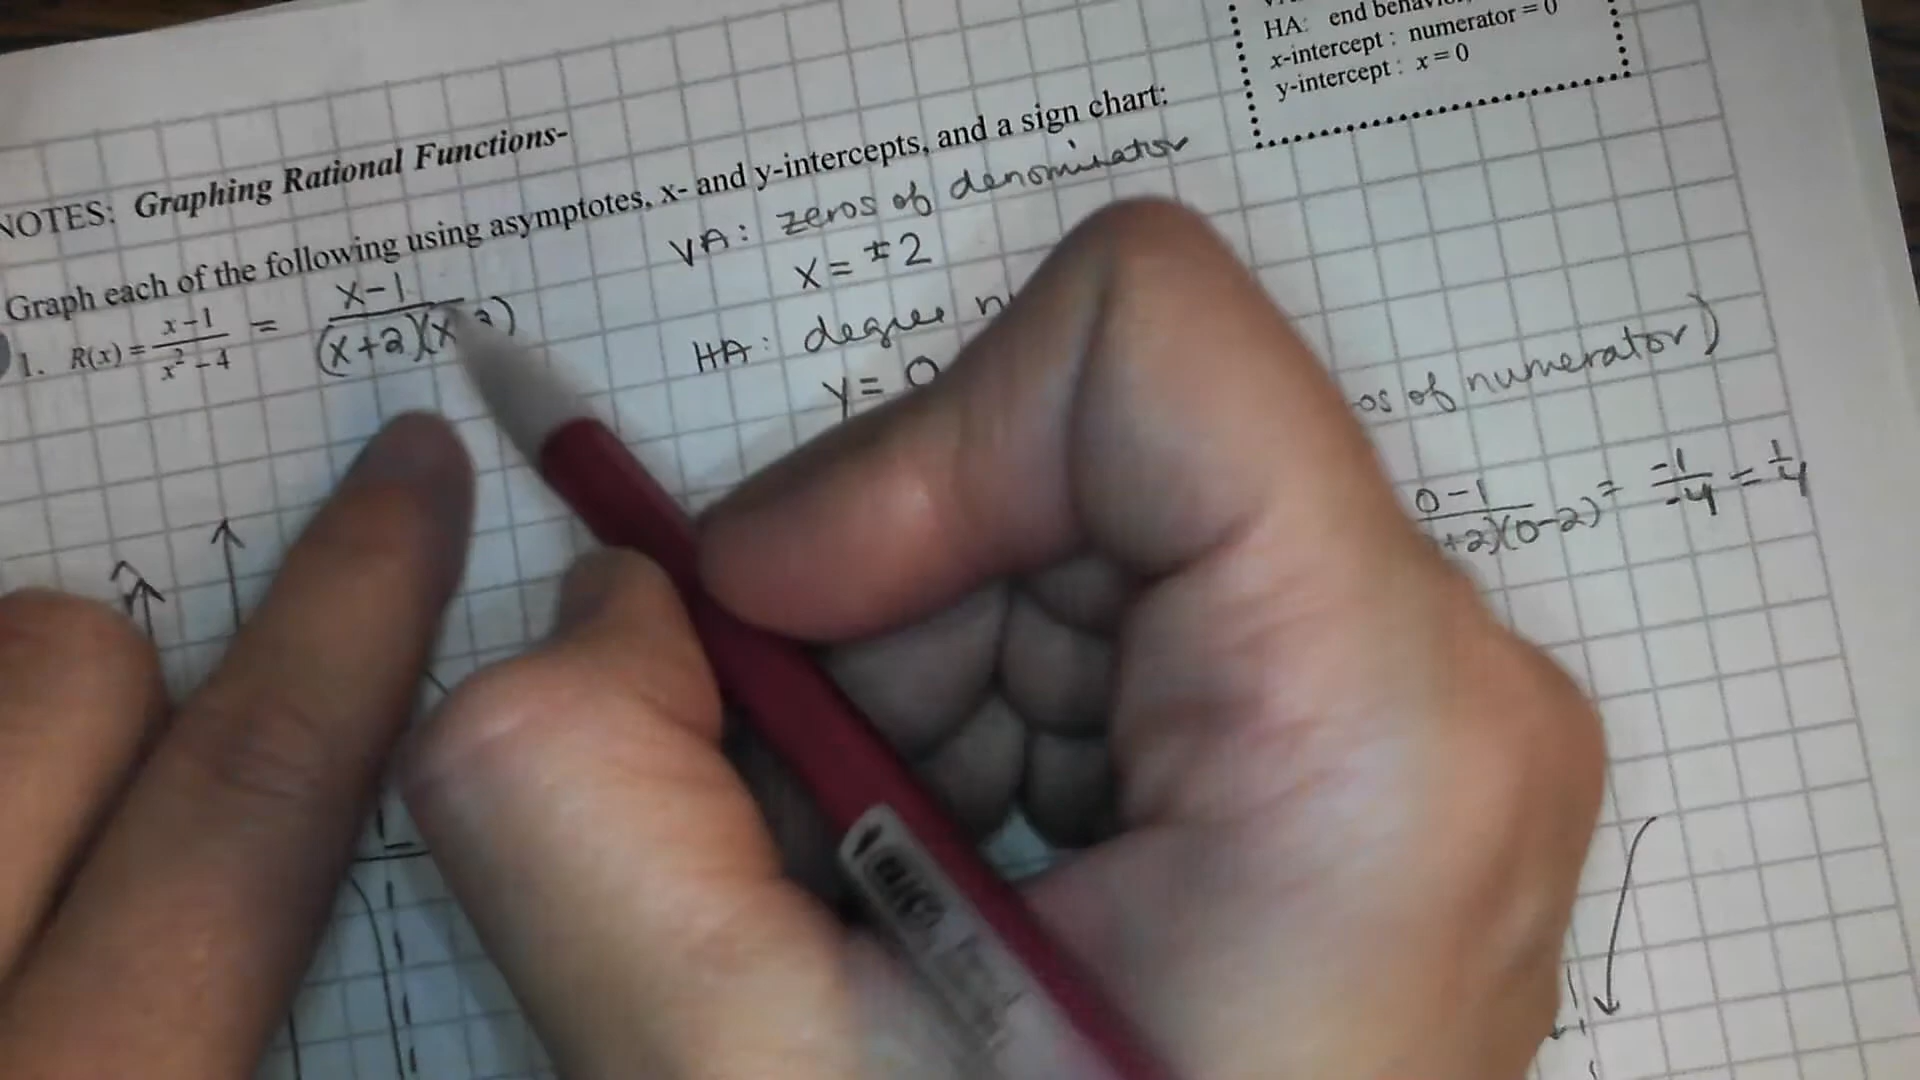 HA: end
x-intercept : numerator = 0
y-intercept : x = 0
NOTES: Graphing Rational Functions-
Graph each of the following using asymptotes, x- and y-intercepts, and a sign chart:
1. R(x) = x-1 / x² - 4 = x-1 / (x+2)(x-2)
VA: zeros of denominator
x = ±2
HA: degree
y = 0
os of numerator)
0-1 / +2)(0-2) = -1/-4 = 1/4